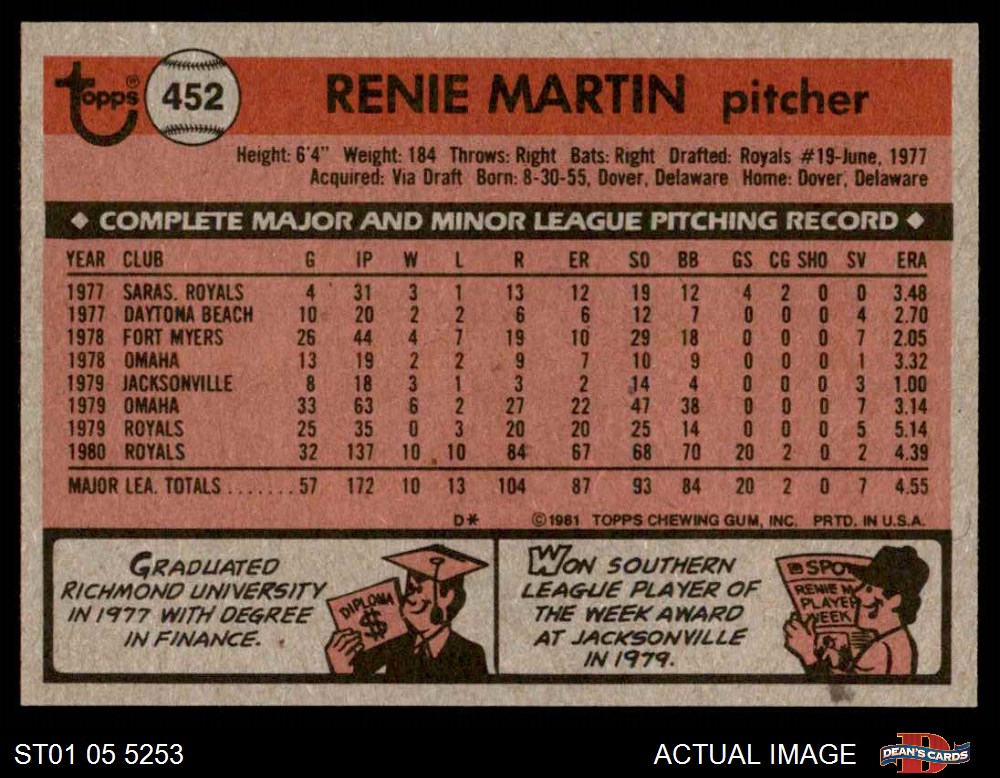 topps® 452 RENIE MARTIN pitcher
Height: 6'4" Weight: 184 Throws: Right Bats: Right Drafted: Royals #19-June, 1977
Acquired: Via Draft Born: 8-30-55, Dover, Delaware Home: Dover, Delaware
◆ COMPLETE MAJOR AND MINOR LEAGUE PITCHING RECORD ◆
YEAR CLUB G IP W L R ER SO BB GS CG SHO SV ERA
1977 SARAS. ROYALS 4 31 3 1 13 12 19 12 4 2 0 0 3.48
1977 DAYTONA BEACH 10 20 2 2 6 6 12 7 0 0 0 4 2.70
1978 FORT MYERS 26 44 4 7 19 10 29 18 0 0 0 7 2.05
1978 OMAHA 13 19 2 2 9 7 10 9 0 0 0 1 3.32
1979 JACKSONVILLE 8 18 3 1 3 2 14 4 0 0 0 3 1.00
1979 OMAHA 33 63 6 2 27 22 47 38 0 0 0 7 3.14
1979 ROYALS 25 35 0 3 20 20 25 14 0 0 0 5 5.14
1980 ROYALS 32 137 10 10 84 67 68 70 20 2 0 2 4.39
MAJOR LEA. TOTALS ....... 57 172 10 13 104 87 93 84 20 2 0 7 4.55
D* ©1981 TOPPS CHEWING GUM, INC. PRTD. IN U.S.A.
GRADUATED
RICHMOND UNIVERSITY
IN 1977 WITH DEGREE
IN FINANCE.
DIPLOMA
$
WON SOUTHERN
LEAGUE PLAYER OF
THE WEEK AWARD
AT JACKSONVILLE
IN 1979.
SPO
RENIE M
PLAYER
WEEK
ST01 05 5253
ACTUAL IMAGE
D
DEAN'S CARDS